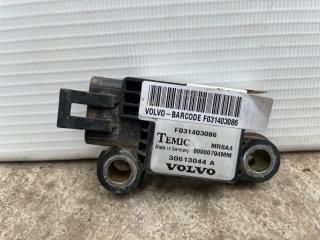 VOLVO-BARCODE F031403086
F031403086
TEMIC MR8A4
Made in Germany 00000794MM
30613044 A
VOLVO